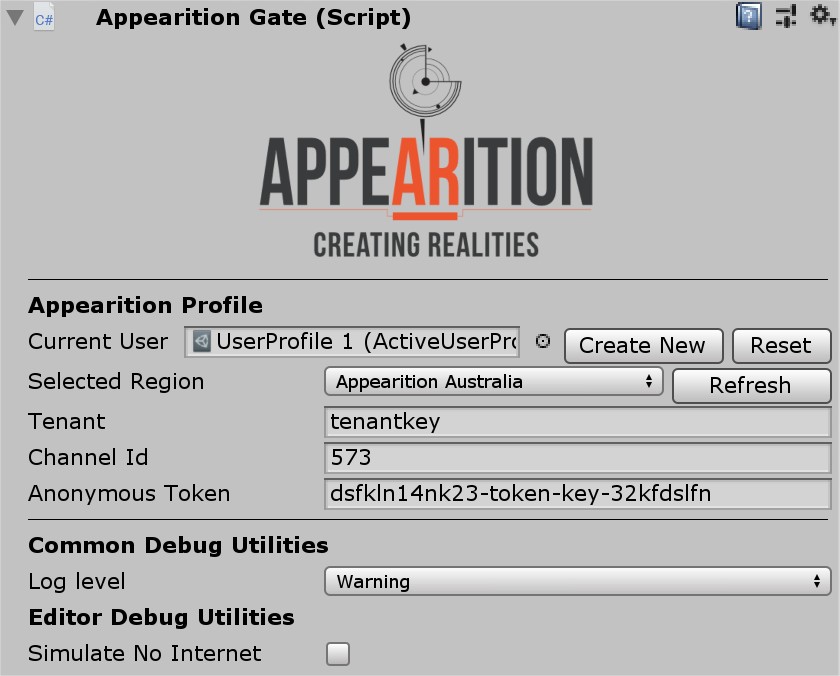 C# Appearition Gate (Script)
APPEARITION
CREATING REALITIES
Appearition Profile
Current User UserProfile 1 (ActiveUserPro Create New Reset
Selected Region Appearition Australia Refresh
Tenant tenantkey
Channel Id 573
Anonymous Token dsfkln14nk23-token-key-32kfdslfn
Common Debug Utilities
Log level Warning
Editor Debug Utilities
Simulate No Internet